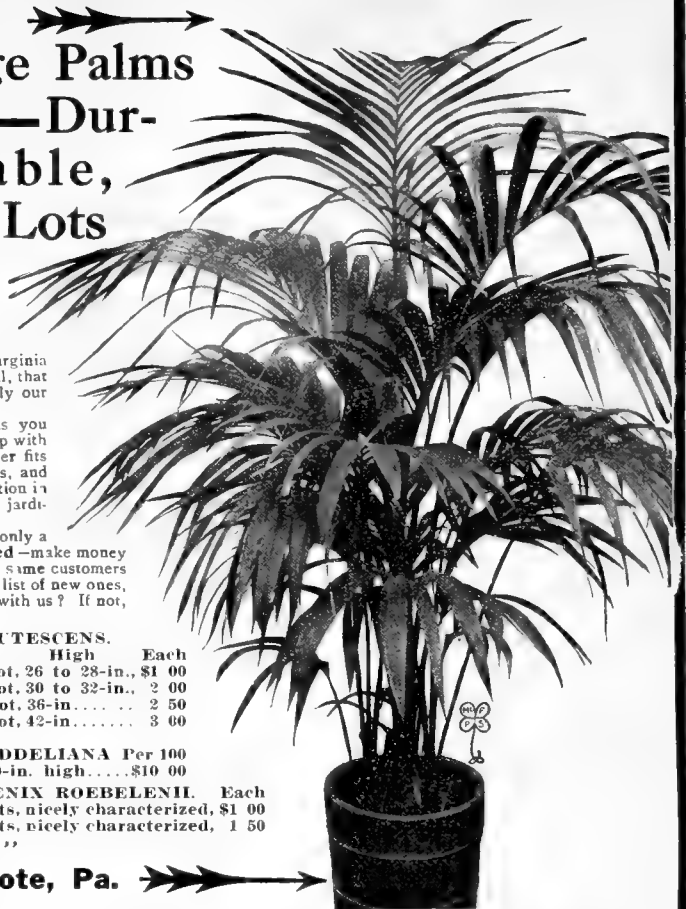 ge Palms
—Dur-
able,
Lots
arginia
l, that
ly our
s you
p with
er fits
s, and
tion in
jardi-
only a
ed—make money
same customers
list of new ones,
with us? If not,
UTESCENS.
High Each
ot, 26 to 28-in., $1 00
ot, 30 to 32-in., 2 00
ot, 36-in...... 2 50
ot, 42-in....... 3 00
DDELIANA Per 100
0-in. high.....$10 00
ENIX ROEBELENII. Each
ts, nicely characterized, $1 00
ts, nicely characterized, 1 50
"
M F
P S
ote, Pa.